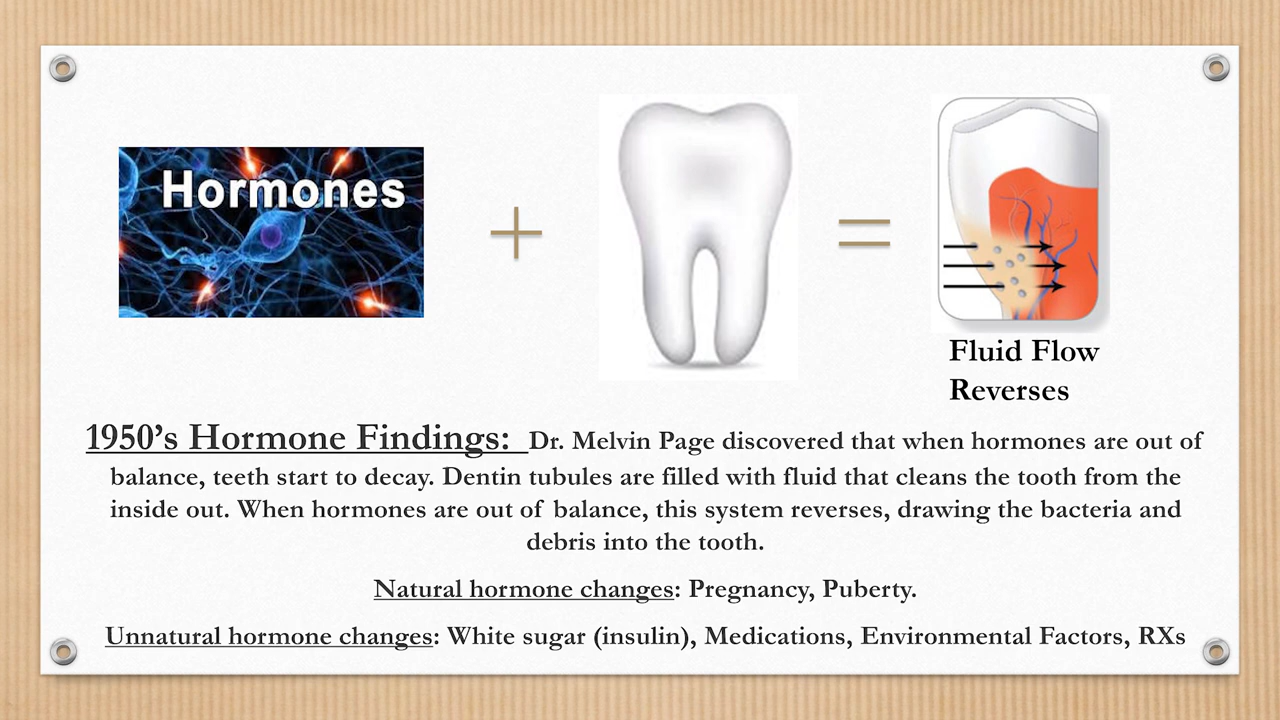 Hormones
Fluid Flow
Reverses
1950’s Hormone Findings: Dr. Melvin Page discovered that when hormones are out of
balance, teeth start to decay. Dentin tubules are filled with fluid that cleans the tooth from the
inside out. When hormones are out of balance, this system reverses, drawing the bacteria and
debris into the tooth.
Natural hormone changes: Pregnancy, Puberty.
Unnatural hormone changes: White sugar (insulin), Medications, Environmental Factors, RXs